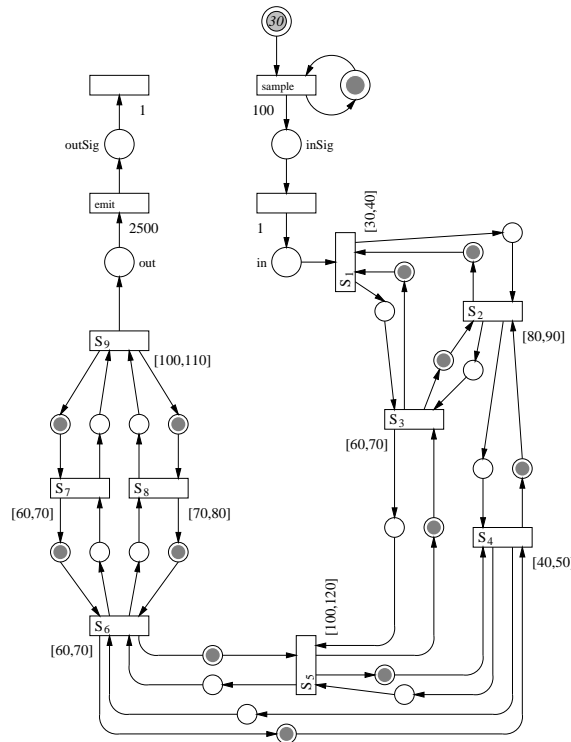 30
sample
100
1
outSig
inSig
emit
2500
1
[30,40]
out
in
S1
S2
[80,90]
S9
[100,110]
S3
[60,70]
S7
S8
[60,70]
[70,80]
S4
[40,50]
[100,120]
S6
[60,70]
S5